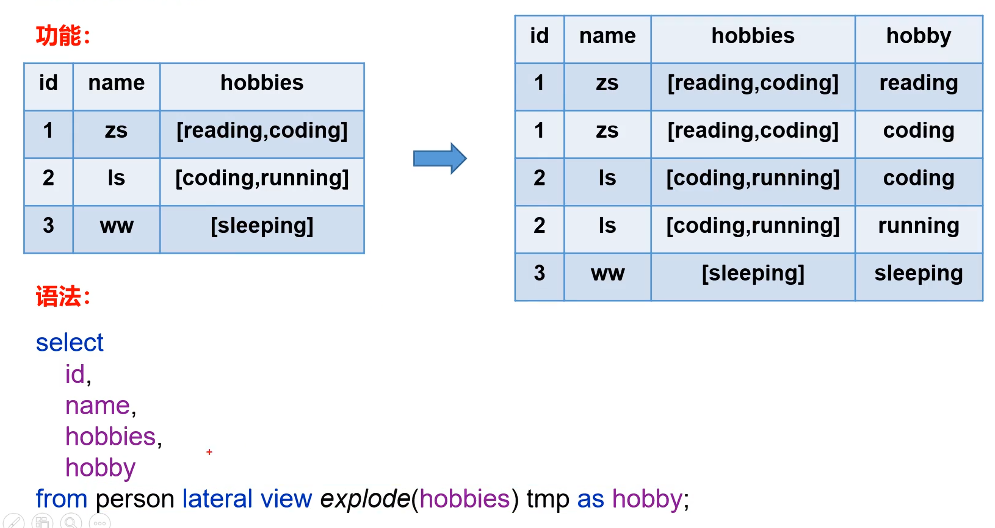 功能：
id name hobbies
1 zs [reading,coding]
2 ls [coding,running]
3 ww [sleeping]
id name hobbies hobby
1 zs [reading,coding] reading
1 zs [reading,coding] coding
2 ls [coding,running] coding
2 ls [coding,running] running
3 ww [sleeping] sleeping
语法：
select
id,
name,
hobbies,
hobby
from person lateral view explode(hobbies) tmp as hobby;